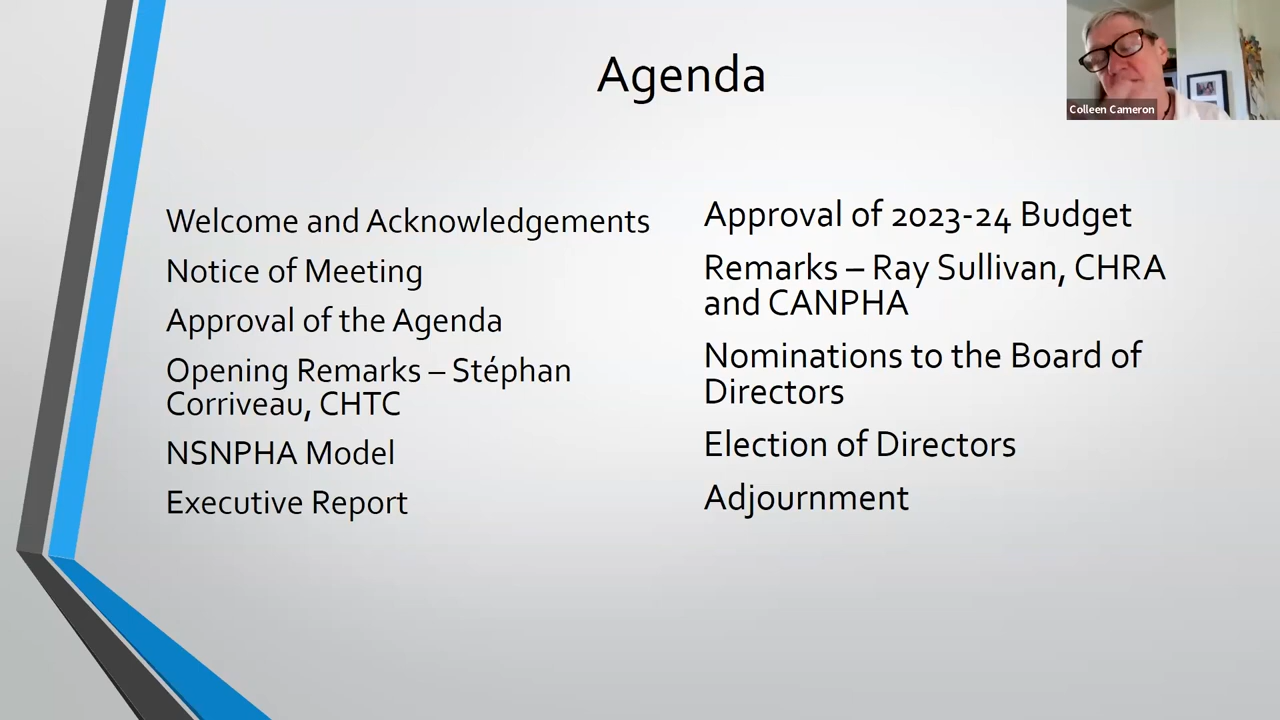 Agenda
Colleen Cameron
Welcome and Acknowledgements
Notice of Meeting
Approval of the Agenda
Opening Remarks – Stéphan
Corriveau, CHTC
NSNPHA Model
Executive Report
Approval of 2023-24 Budget
Remarks – Ray Sullivan, CHRA
and CANPHA
Nominations to the Board of
Directors
Election of Directors
Adjournment